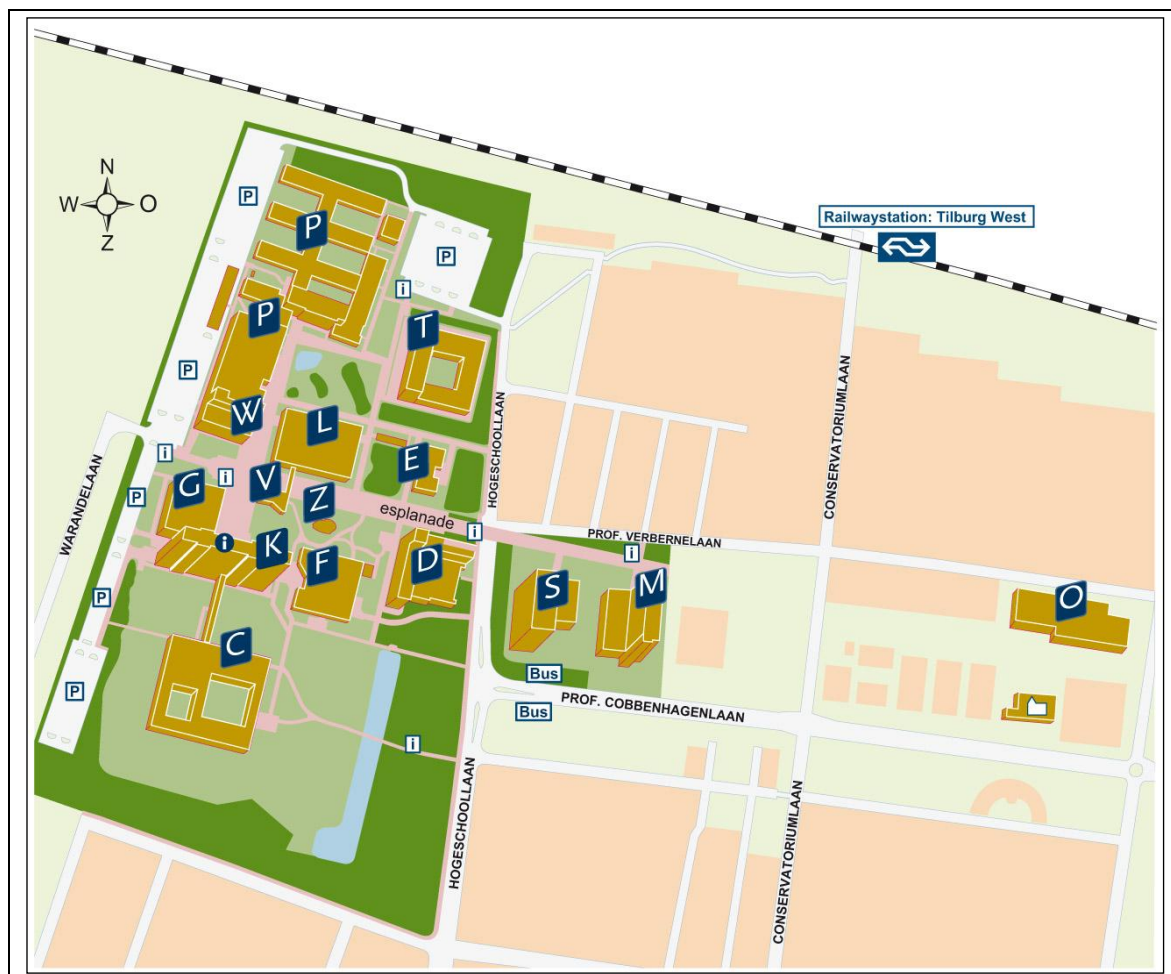 N
W O
Z
Railwaystation: Tilburg West
P
P
P
i
P
T
P
W
L
E
i
i
G
V
Z
P
esplanade
i
K
F
D
i
i
S
M
O
P
C
P
Bus
Bus
i
WARANDELAAN
HOGESCHOOLLAAN
CONSERVATORIUMLAAN
PROF. VERBERNELAAN
PROF. COBBENHAGENLAAN
HOGESCHOOLLAAN
CONSERVATORIUMLAAN